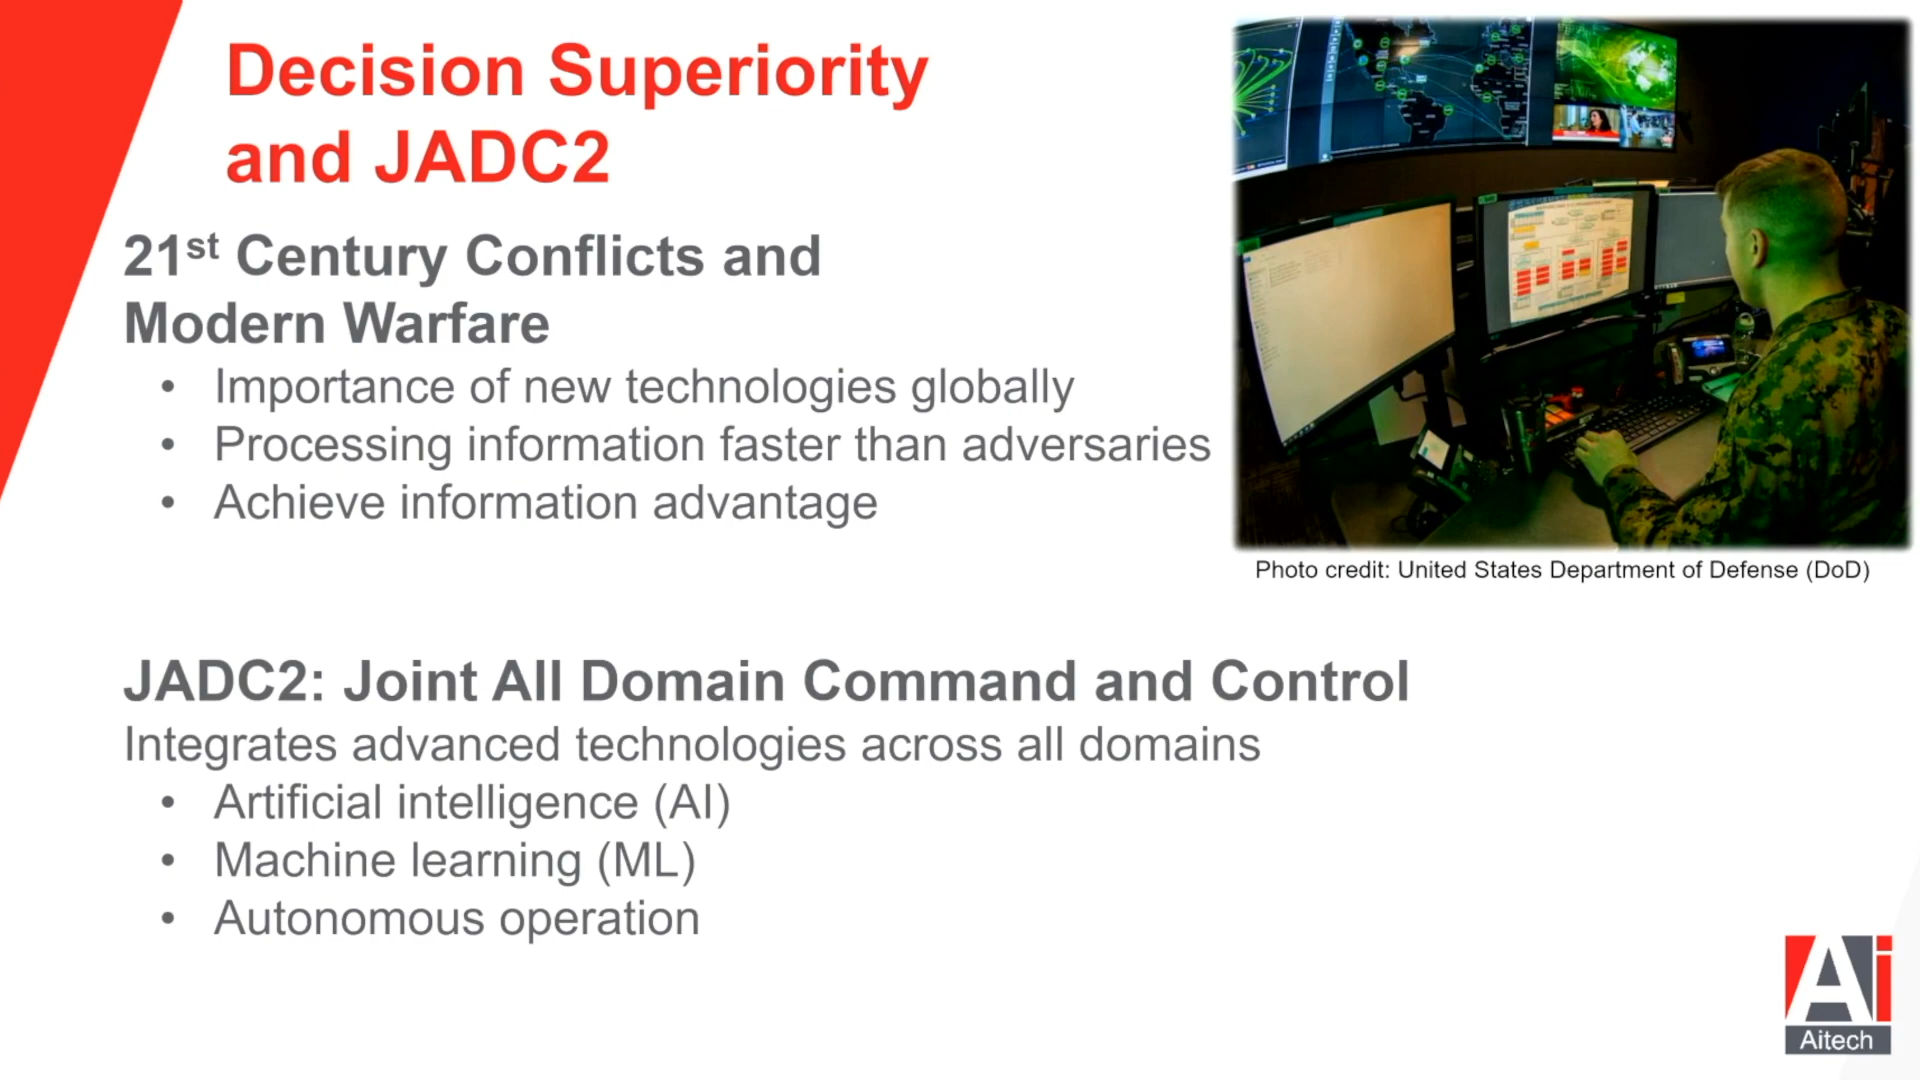 Decision Superiority
and JADC2
21st Century Conflicts and
Modern Warfare
• Importance of new technologies globally
• Processing information faster than adversaries
• Achieve information advantage
Photo credit: United States Department of Defense (DoD)
JADC2: Joint All Domain Command and Control
Integrates advanced technologies across all domains
• Artificial intelligence (AI)
• Machine learning (ML)
• Autonomous operation
Ai
Aitech